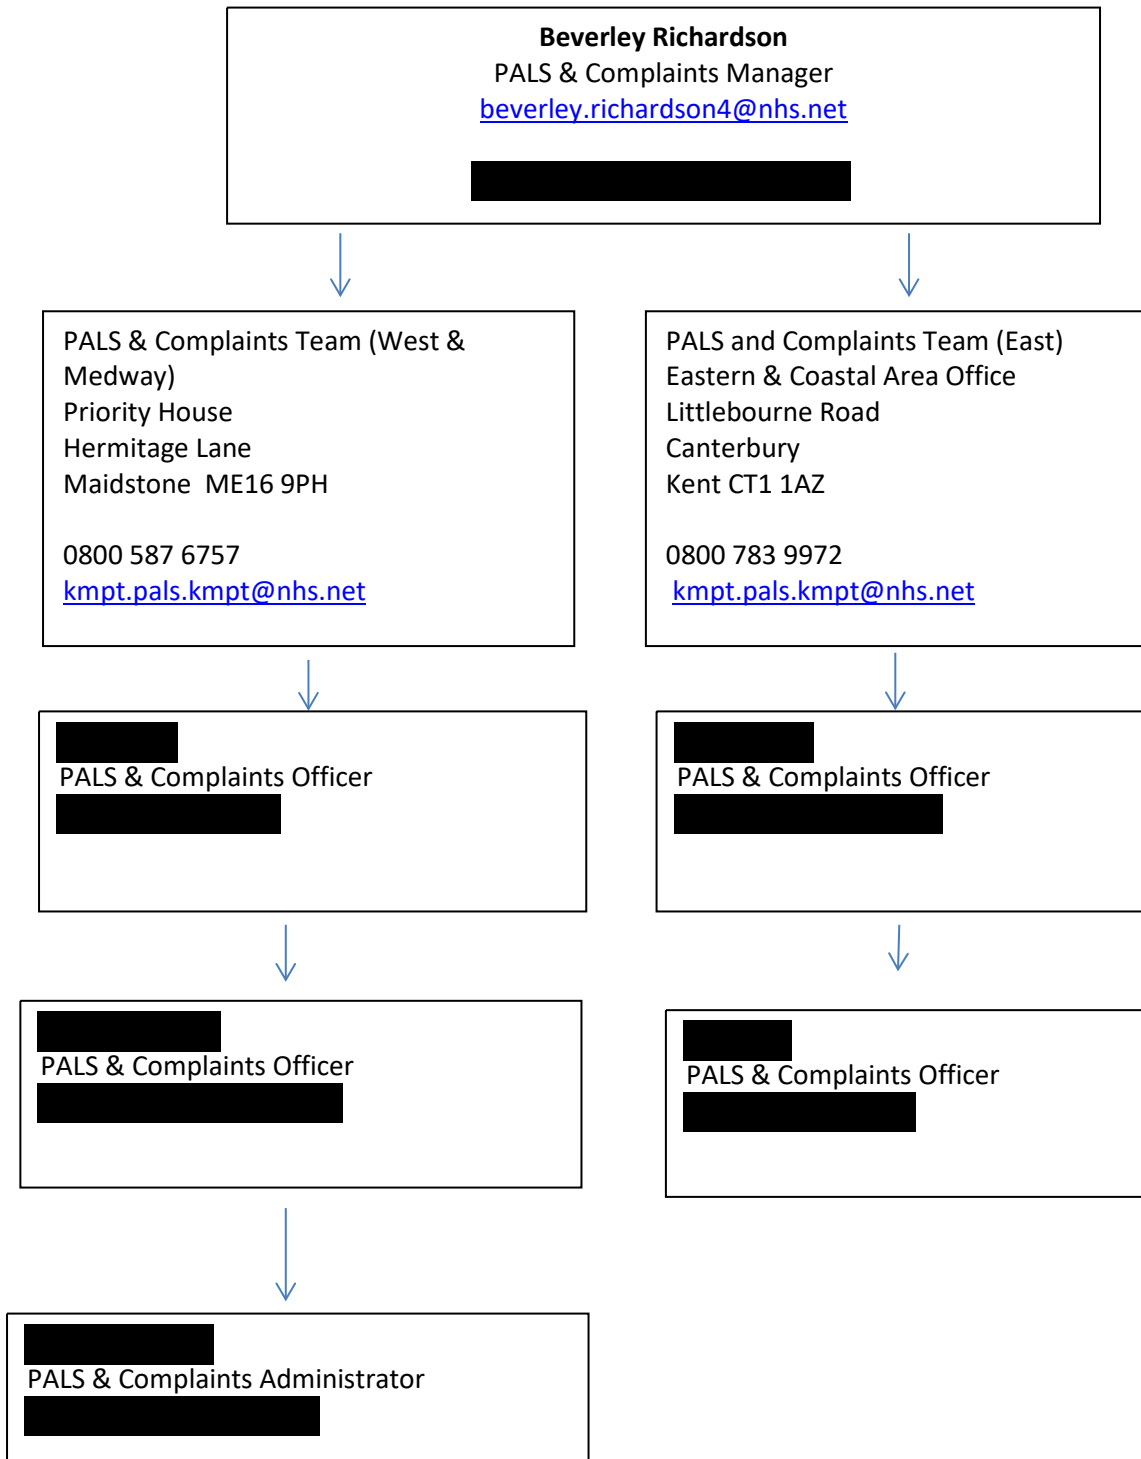 Beverley Richardson
PALS & Complaints Manager
beverley.richardson4@nhs.net
PALS & Complaints Team (West &
Medway)
Priority House
Hermitage Lane
Maidstone  ME16 9PH
0800 587 6757
kmpt.pals.kmpt@nhs.net
PALS and Complaints Team (East)
Eastern & Coastal Area Office
Littlebourne Road
Canterbury
Kent CT1 1AZ
0800 783 9972
kmpt.pals.kmpt@nhs.net
PALS & Complaints Officer
PALS & Complaints Officer
PALS & Complaints Officer
PALS & Complaints Officer
PALS & Complaints Administrator